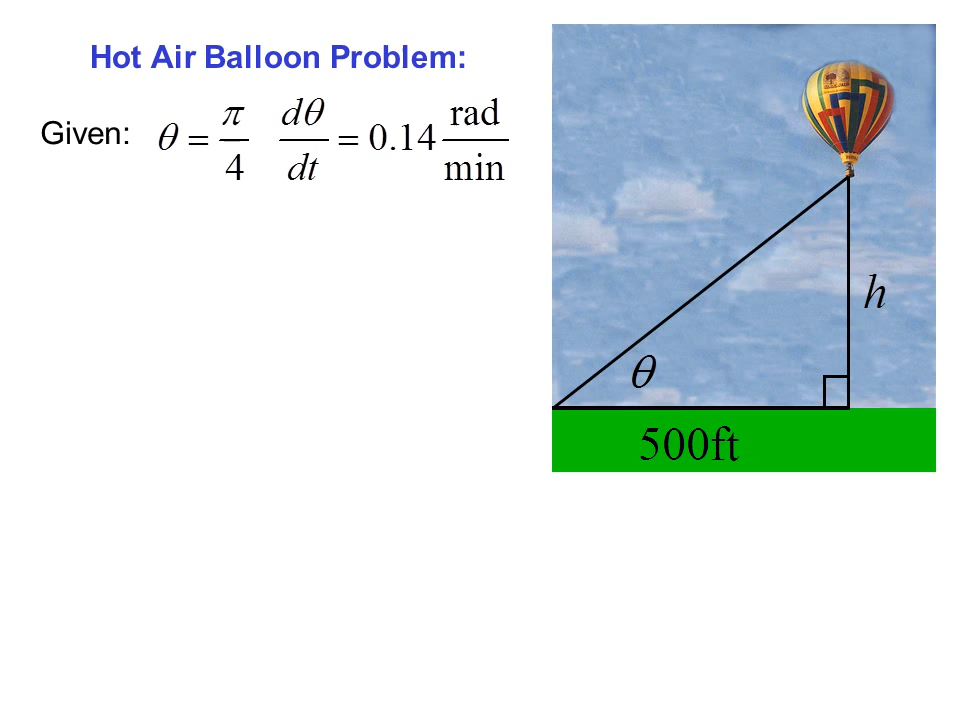 Hot Air Balloon Problem:
Given: θ = π/4 dθ/dt = 0.14 rad/min
h
θ
500ft